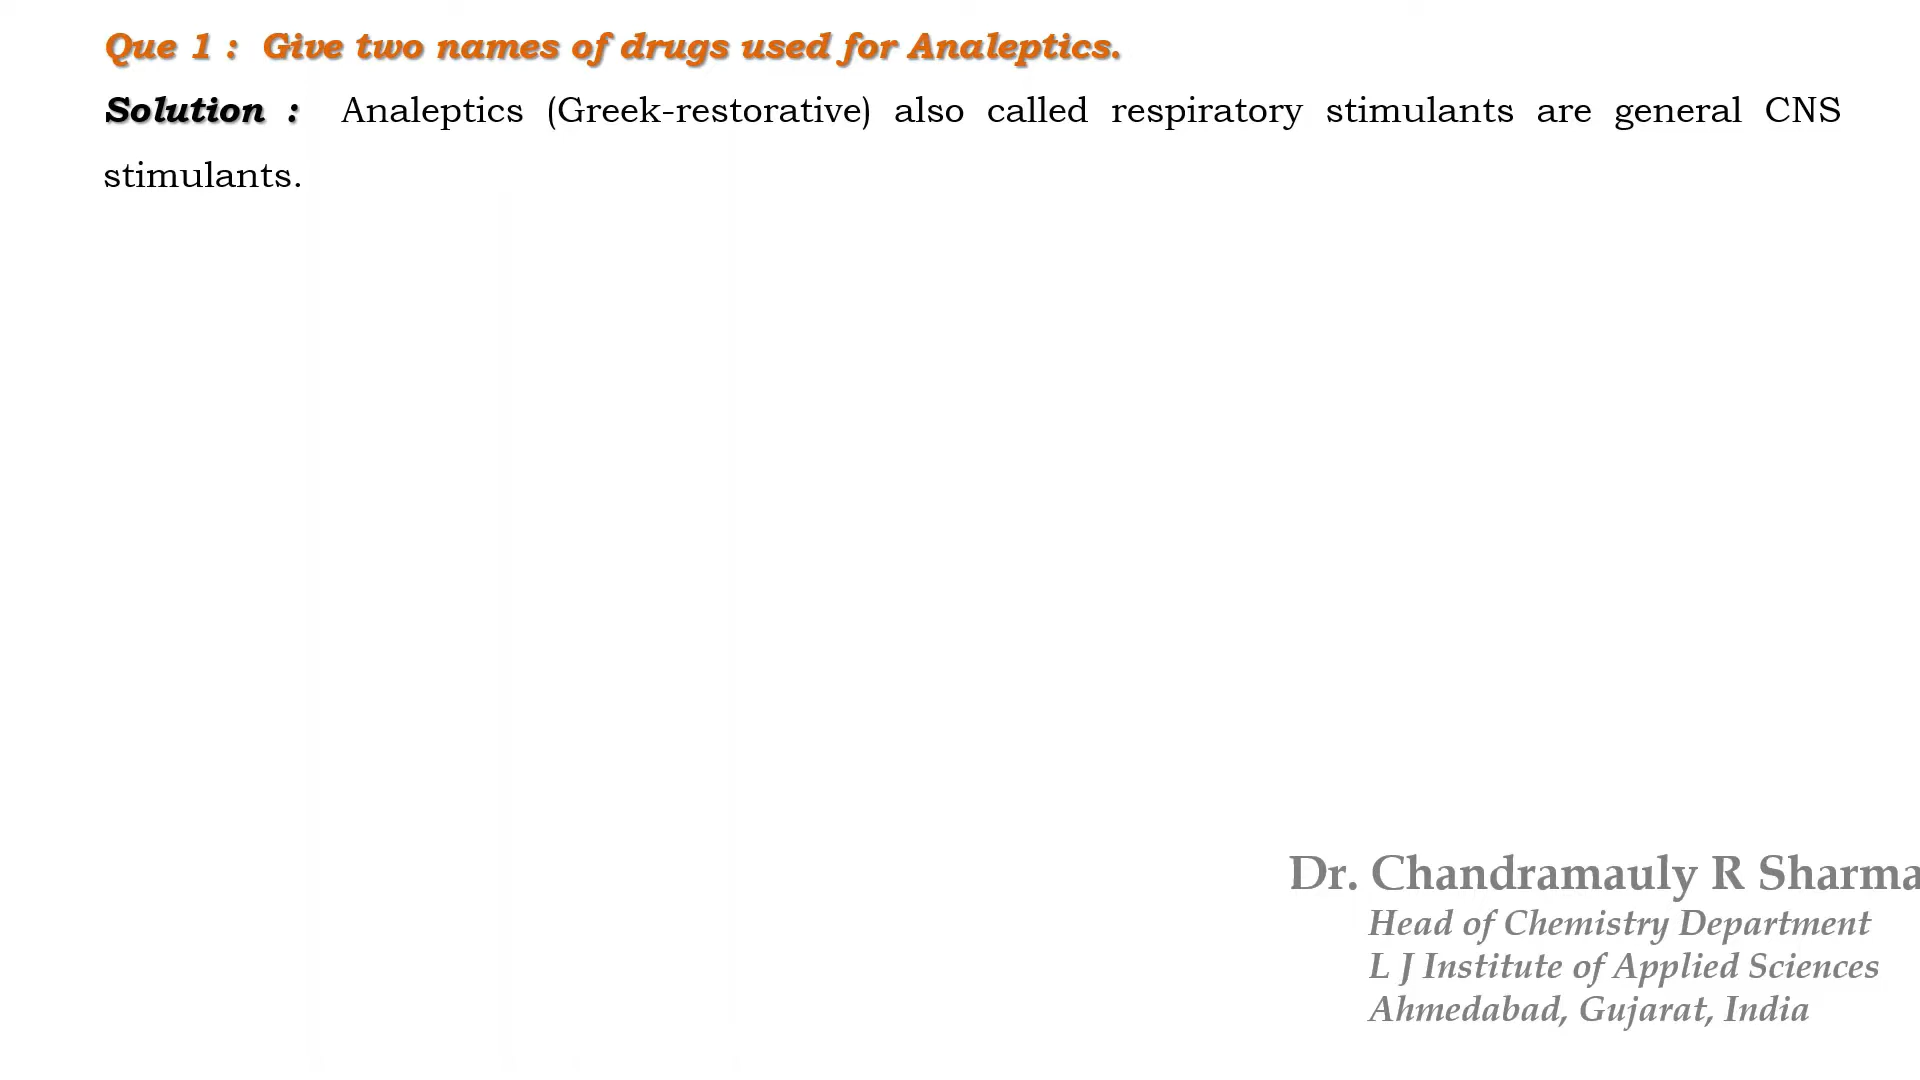 Que 1 : Give two names of drugs used for Analeptics.
Solution : Analeptics (Greek-restorative) also called respiratory stimulants are general CNS
stimulants.
Dr. Chandramauly R Sharma
Head of Chemistry Department
L J Institute of Applied Sciences
Ahmedabad, Gujarat, India